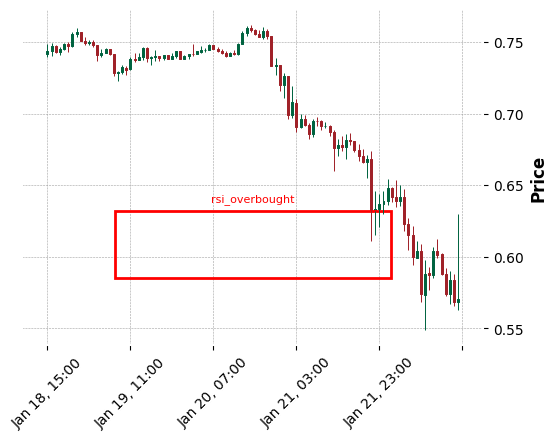 0.75
0.70
0.65
0.60
0.55
Price
rsi_overbought
Jan 18, 15:00
Jan 19, 11:00
Jan 20, 07:00
Jan 21, 03:00
Jan 21, 23:00